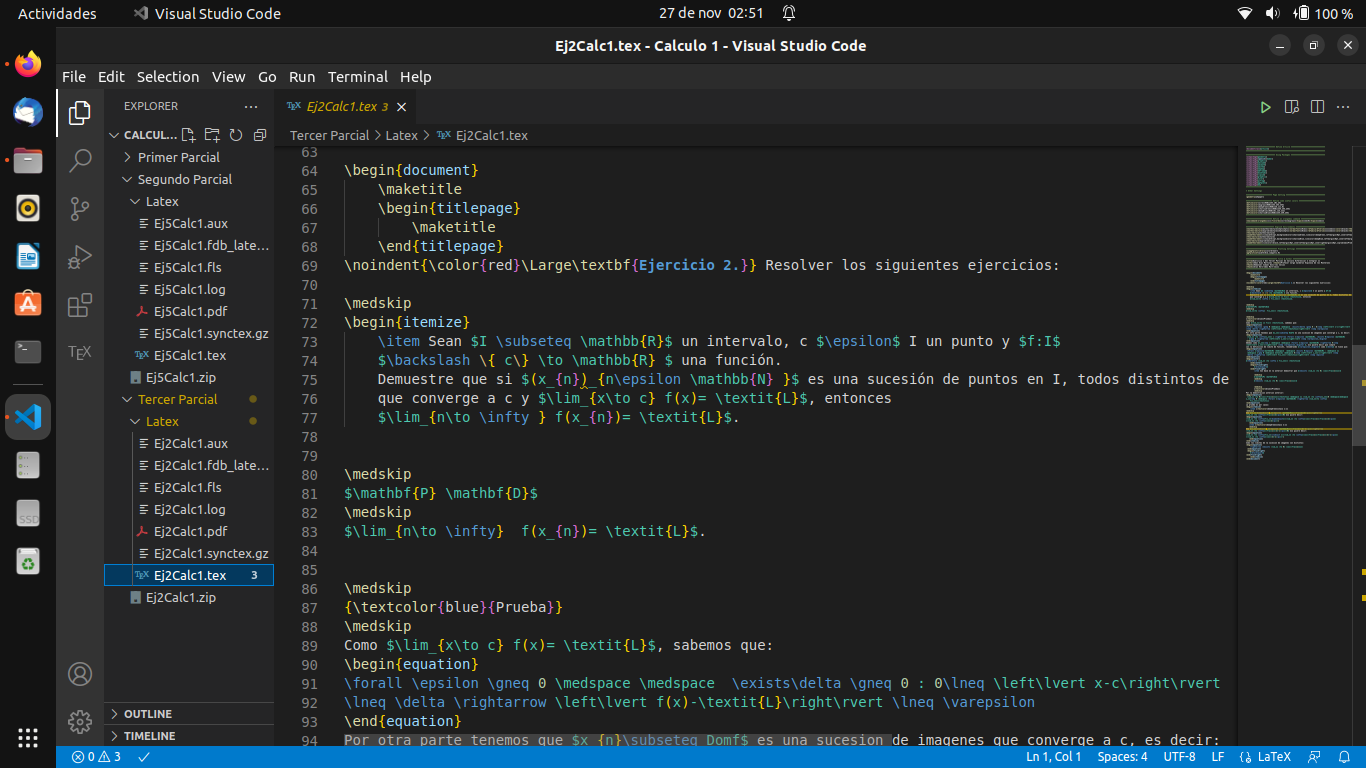 Actividades
Visual Studio Code
27 de nov 02:51
100 %
Ej2Calc1.tex - Calculo 1 - Visual Studio Code
File Edit Selection View Go Run Terminal Help
EXPLORER
CALCUL...
Primer Parcial
Segundo Parcial
Latex
Ej5Calc1.aux
Ej5Calc1.fdb_late...
Ej5Calc1.fls
Ej5Calc1.log
Ej5Calc1.pdf
Ej5Calc1.synctex.gz
Ej5Calc1.tex
Ej5Calc1.zip
Tercer Parcial
Latex
Ej2Calc1.aux
Ej2Calc1.fdb_late...
Ej2Calc1.fls
Ej2Calc1.log
Ej2Calc1.pdf
Ej2Calc1.synctex.gz
Ej2Calc1.tex 3
Ej2Calc1.zip
OUTLINE
TIMELINE
TEX
SSD
TEX Ej2Calc1.tex 3
Tercer Parcial > Latex > TEX Ej2Calc1.tex
63
64 \begin{document}
65 \maketitle
66 \begin{titlepage}
67 \maketitle
68 \end{titlepage}
69 \noindent{\color{red}\Large\textbf{Ejercicio 2.}} Resolver los siguientes ejercicios:
70
71 \medskip
72 \begin{itemize}
73 \item Sean $I \subseteq \mathbb{R}$ un intervalo, c $\epsilon$ I un punto y $f:I$
74 $\backslash \{ c\} \to \mathbb{R} $ una función.
75 Demuestre que si $(x_{n})_{n\epsilon \mathbb{N} }$ es una sucesión de puntos en I, todos distintos de
76 que converge a c y $\lim_{x\to c} f(x)= \textit{L}$, entonces
77 $\lim_{n\to \infty } f(x_{n})= \textit{L}$.
78
79
80 \medskip
81 $\mathbf{P} \mathbf{D}$
82 \medskip
83 $\lim_{n\to \infty}  f(x_{n})= \textit{L}$.
84
85
86 \medskip
87 {\textcolor{blue}{Prueba}}
88 \medskip
89 Como $\lim_{x\to c} f(x)= \textit{L}$, sabemos que:
90 \begin{equation}
91 \forall \epsilon \gneq 0 \medspace \medspace  \exists\delta \gneq 0 : 0\lneq \left\lvert x-c\right\rvert
92 \lneq \delta \rightarrow \left\lvert f(x)-\textit{L}\right\rvert \lneq \varepsilon
93 \end{equation}
94 Por otra parte tenemos que $x_{n}\subseteq Domf$ es una sucesion de imagenes que converge a c, es decir:
0 3
Ln 1, Col 1 Spaces: 4 UTF-8 LF {} LaTeX